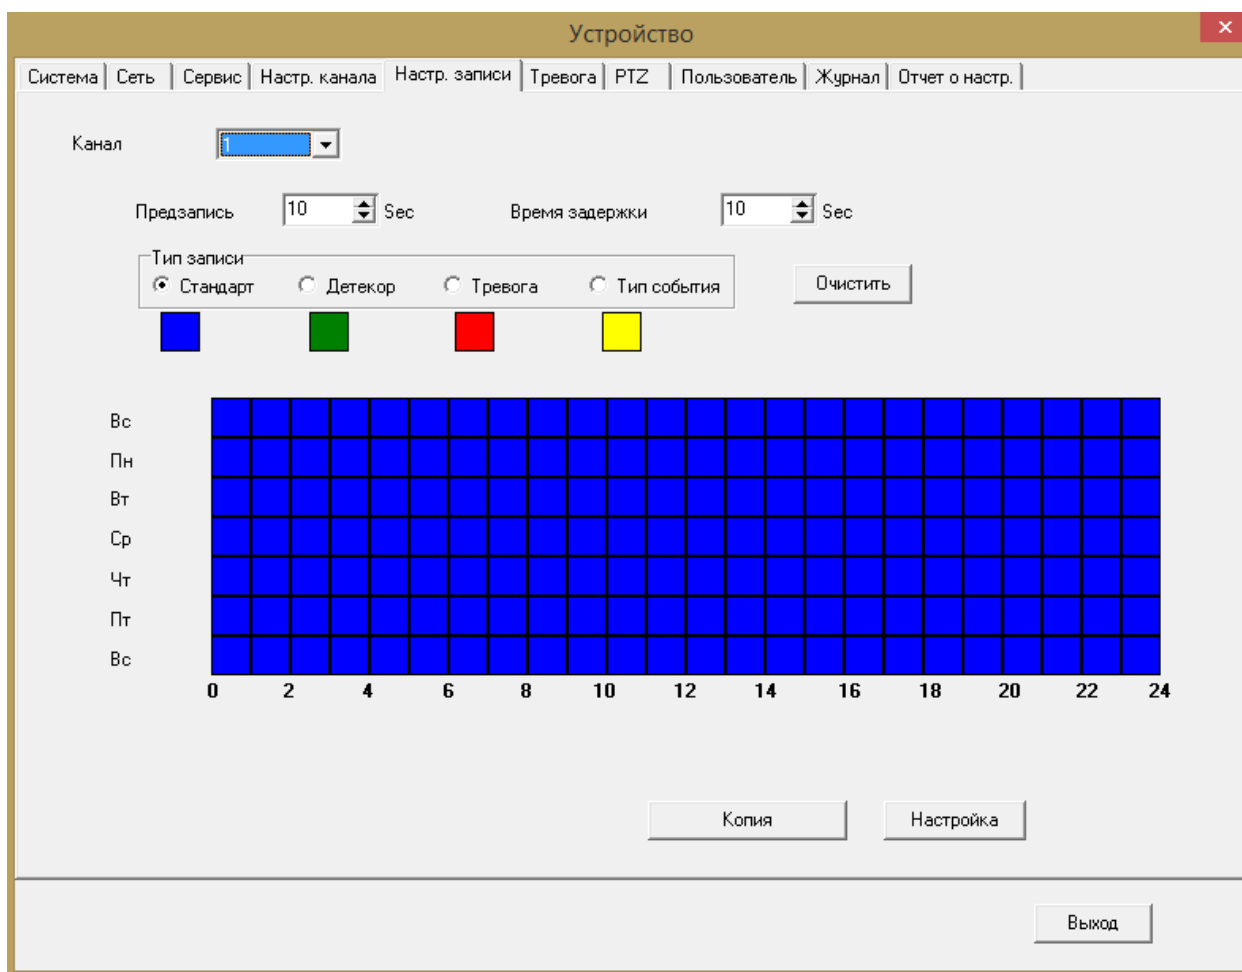 Устройство
Система Сеть Сервис Настр. канала Настр. записи Тревога PTZ Пользователь Журнал Отчет о настр.
Канал 1
Предзапись 10 Sec Время задержки 10 Sec
Тип записи
Стандарт Детекор Тревога Тип события Очистить
Вс
Пн
Вт
Ср
Чт
Пт
Вс
0 2 4 6 8 10 12 14 16 18 20 22 24
Копия Настройка
Выход